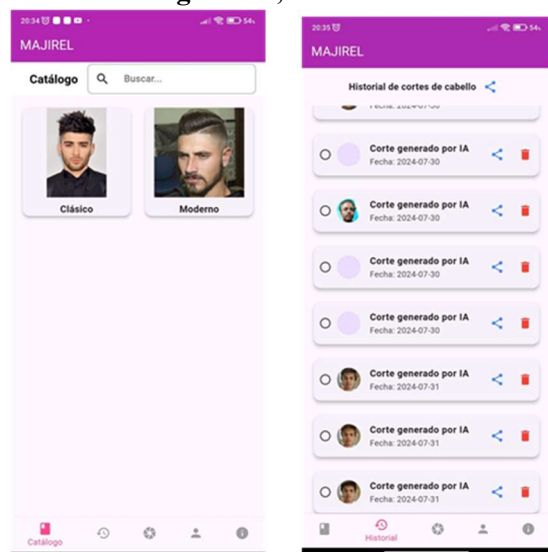 20:34
54%
MAJIREL
Catálogo
Buscar...
Clásico
Moderno
Catálogo
20:35
54%
MAJIREL
Historial de cortes de cabello
Corte generado por IA
Fecha: 2024-07-30
Corte generado por IA
Fecha: 2024-07-30
Corte generado por IA
Fecha: 2024-07-30
Corte generado por IA
Fecha: 2024-07-30
Corte generado por IA
Fecha: 2024-07-31
Corte generado por IA
Fecha: 2024-07-31
Corte generado por IA
Fecha: 2024-07-31
Historial